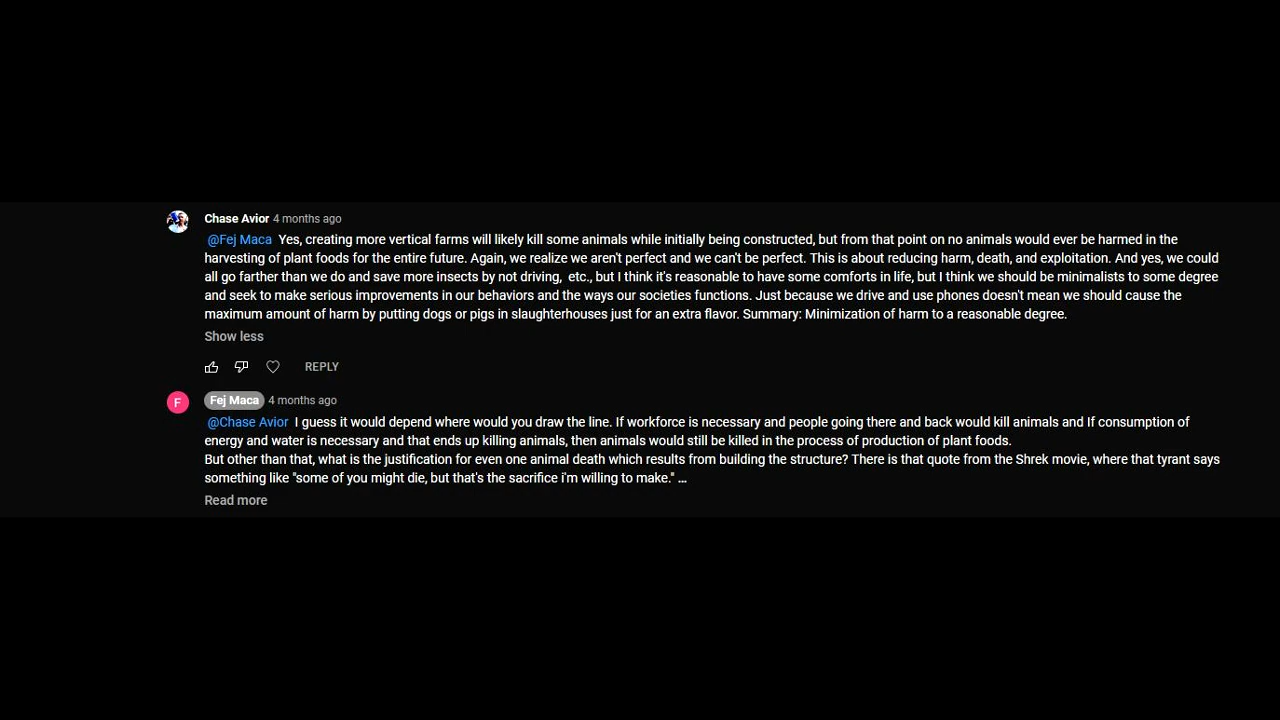 Chase Avior 4 months ago
@Fej Maca Yes, creating more vertical farms will likely kill some animals while initially being constructed, but from that point on no animals would ever be harmed in the
harvesting of plant foods for the entire future. Again, we realize we aren't perfect and we can't be perfect. This is about reducing harm, death, and exploitation. And yes, we could
all go farther than we do and save more insects by not driving, etc., but I think it's reasonable to have some comforts in life, but I think we should be minimalists to some degree
and seek to make serious improvements in our behaviors and the ways our societies functions. Just because we drive and use phones doesn't mean we should cause the
maximum amount of harm by putting dogs or pigs in slaughterhouses just for an extra flavor. Summary: Minimization of harm to a reasonable degree.
Show less
REPLY
F
Fej Maca 4 months ago
@Chase Avior I guess it would depend where would you draw the line. If workforce is necessary and people going there and back would kill animals and If consumption of
energy and water is necessary and that ends up killing animals, then animals would still be killed in the process of production of plant foods.
But other than that, what is the justification for even one animal death which results from building the structure? There is that quote from the Shrek movie, where that tyrant says
something like "some of you might die, but that's the sacrifice i'm willing to make." ...
Read more